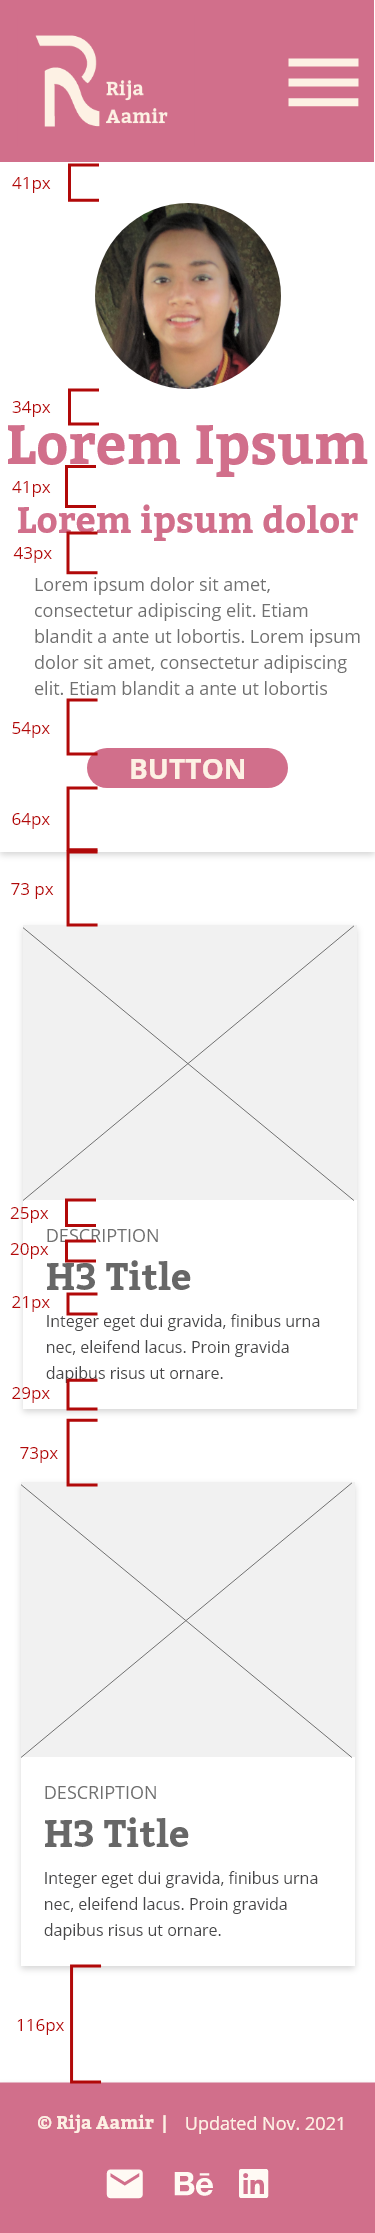 Rija
Aamir
41px
34px
Lorem Ipsum
41px
Lorem ipsum dolor
43px
Lorem ipsum dolor sit amet,
consectetur adipiscing elit. Etiam
blandit a ante ut lobortis. Lorem ipsum
dolor sit amet, consectetur adipiscing
elit. Etiam blandit a ante ut lobortis
54px
BUTTON
64px
73 px
25px
DESCRIPTION
20px
H3 Title
21px
Integer eget dui gravida, finibus urna
nec, eleifend lacus. Proin gravida
dapibus risus ut ornare.
29px
73px
DESCRIPTION
H3 Title
Integer eget dui gravida, finibus urna
nec, eleifend lacus. Proin gravida
dapibus risus ut ornare.
116px
© Rija Aamir | Updated Nov. 2021
Bē in